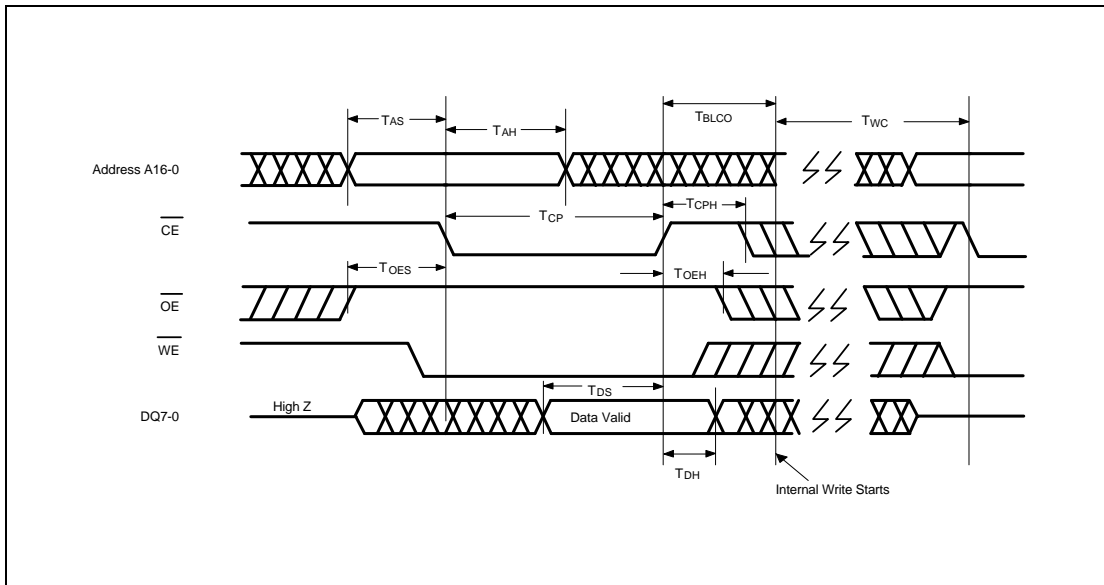 TAS
TAH
TBLCO
TWC
Address A16-0
TCP
TCPH
CE
TOES
TOEH
OE
WE
TDS
High Z
DQ7-0
Data Valid
TDH
Internal Write Starts